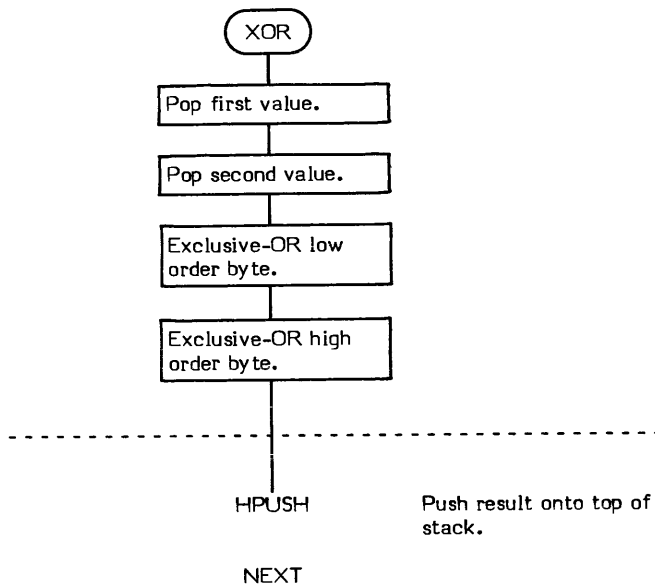 XOR
Pop first value.
Pop second value.
Exclusive-OR low
order byte.
Exclusive-OR high
order byte.
HPUSH
Push result onto top of
stack.
NEXT